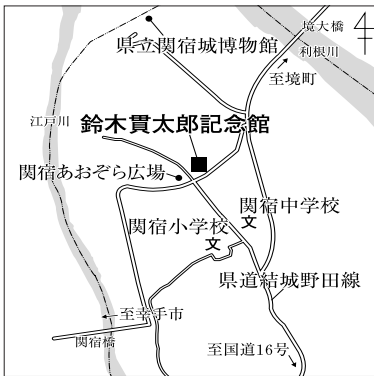 境大橋
県立関宿城博物館
利根川
至境町
江戸川
鈴木貫太郎記念館
関宿あおぞら広場
関宿中学校
文
関宿小学校
文
県道結城野田線
至幸手市
関宿橋
至国道16号